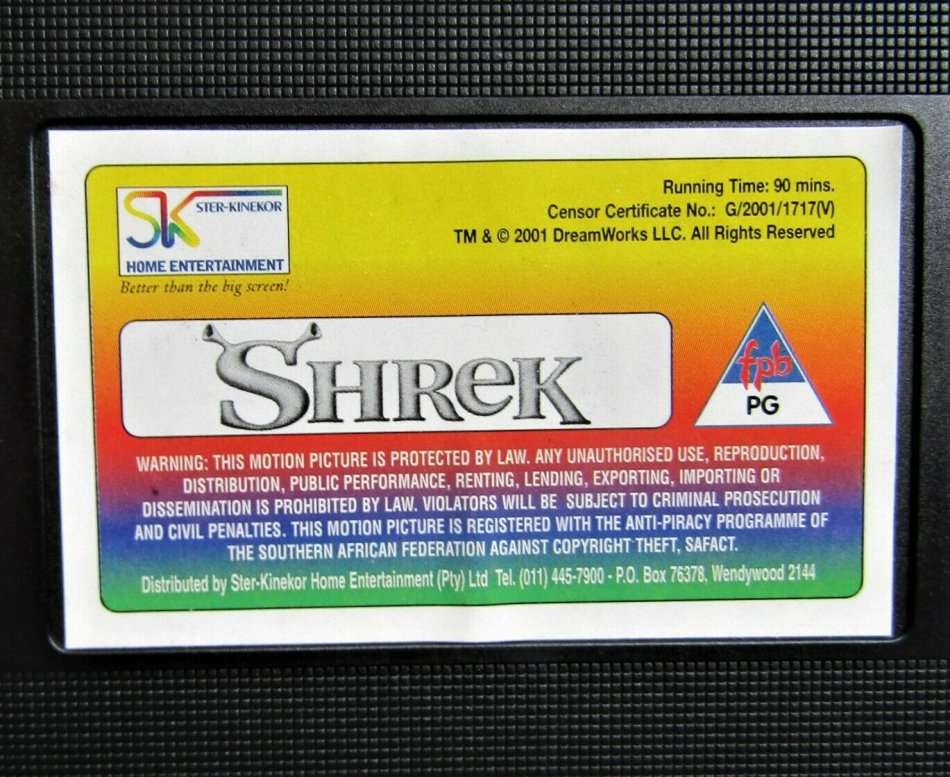 SK STER-KINEKOR
HOME ENTERTAINMENT
Better than the big screen!
Running Time: 90 mins.
Censor Certificate No.: G/2001/1717(V)
TM & © 2001 DreamWorks LLC. All Rights Reserved
SHReK
fpb
PG
WARNING: THIS MOTION PICTURE IS PROTECTED BY LAW. ANY UNAUTHORISED USE, REPRODUCTION,
DISTRIBUTION, PUBLIC PERFORMANCE, RENTING, LENDING, EXPORTING, IMPORTING OR
DISSEMINATION IS PROHIBITED BY LAW. VIOLATORS WILL BE SUBJECT TO CRIMINAL PROSECUTION
AND CIVIL PENALTIES. THIS MOTION PICTURE IS REGISTERED WITH THE ANTI-PIRACY PROGRAMME OF
THE SOUTHERN AFRICAN FEDERATION AGAINST COPYRIGHT THEFT, SAFACT.
Distributed by Ster-Kinekor Home Entertainment (Pty) Ltd Tel. (011) 445-7900 - P.O. Box 76378, Wendywood 2144